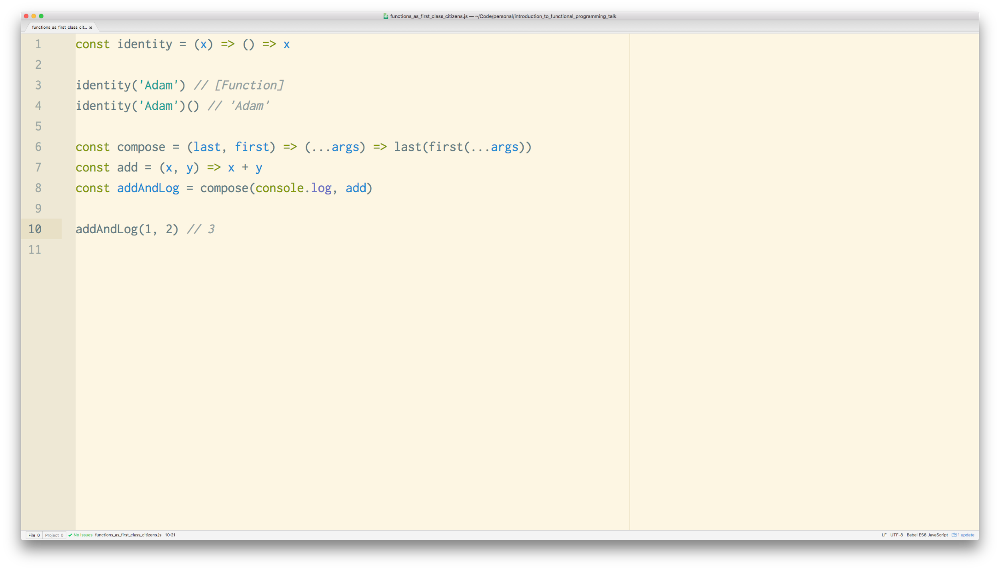 functions_as_first_class_citizens.js — ~/Code/personal/introduction_to_functional_programming_talk
functions_as_first_class_cit...
1 const identity = (x) => () => x
2
3 identity('Adam') // [Function]
4 identity('Adam')() // 'Adam'
5
6 const compose = (last, first) => (...args) => last(first(...args))
7 const add = (x, y) => x + y
8 const addAndLog = compose(console.log, add)
9
10 addAndLog(1, 2) // 3
11
File 0 Project 0 No Issues functions_as_first_class_citizens.js 10:21 LF UTF-8 Babel ES6 JavaScript 1 update